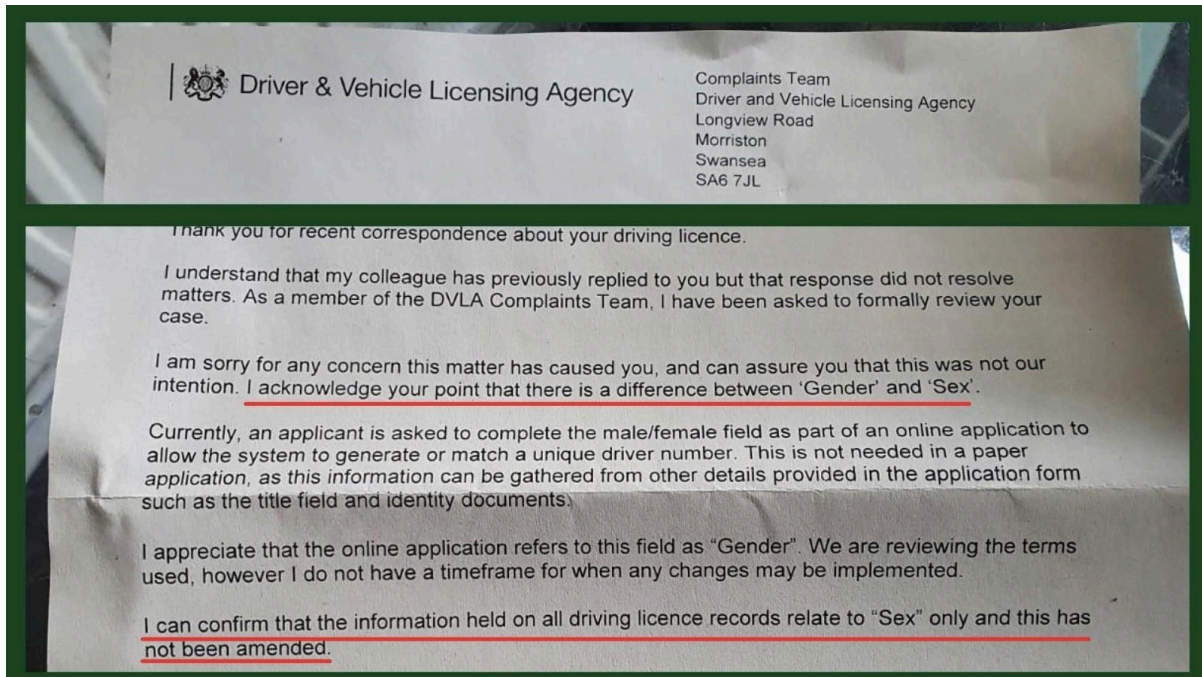 Driver & Vehicle Licensing Agency
Complaints Team
Driver and Vehicle Licensing Agency
Longview Road
Morriston
Swansea
SA6 7JL
Thank you for recent correspondence about your driving licence.
I understand that my colleague has previously replied to you but that response did not resolve
matters. As a member of the DVLA Complaints Team, I have been asked to formally review your
case.
I am sorry for any concern this matter has caused you, and can assure you that this was not our
intention. I acknowledge your point that there is a difference between 'Gender' and 'Sex'.
Currently, an applicant is asked to complete the male/female field as part of an online application to
allow the system to generate or match a unique driver number. This is not needed in a paper
application, as this information can be gathered from other details provided in the application form
such as the title field and identity documents.
I appreciate that the online application refers to this field as "Gender". We are reviewing the terms
used, however I do not have a timeframe for when any changes may be implemented.
I can confirm that the information held on all driving licence records relate to "Sex" only and this has
not been amended.